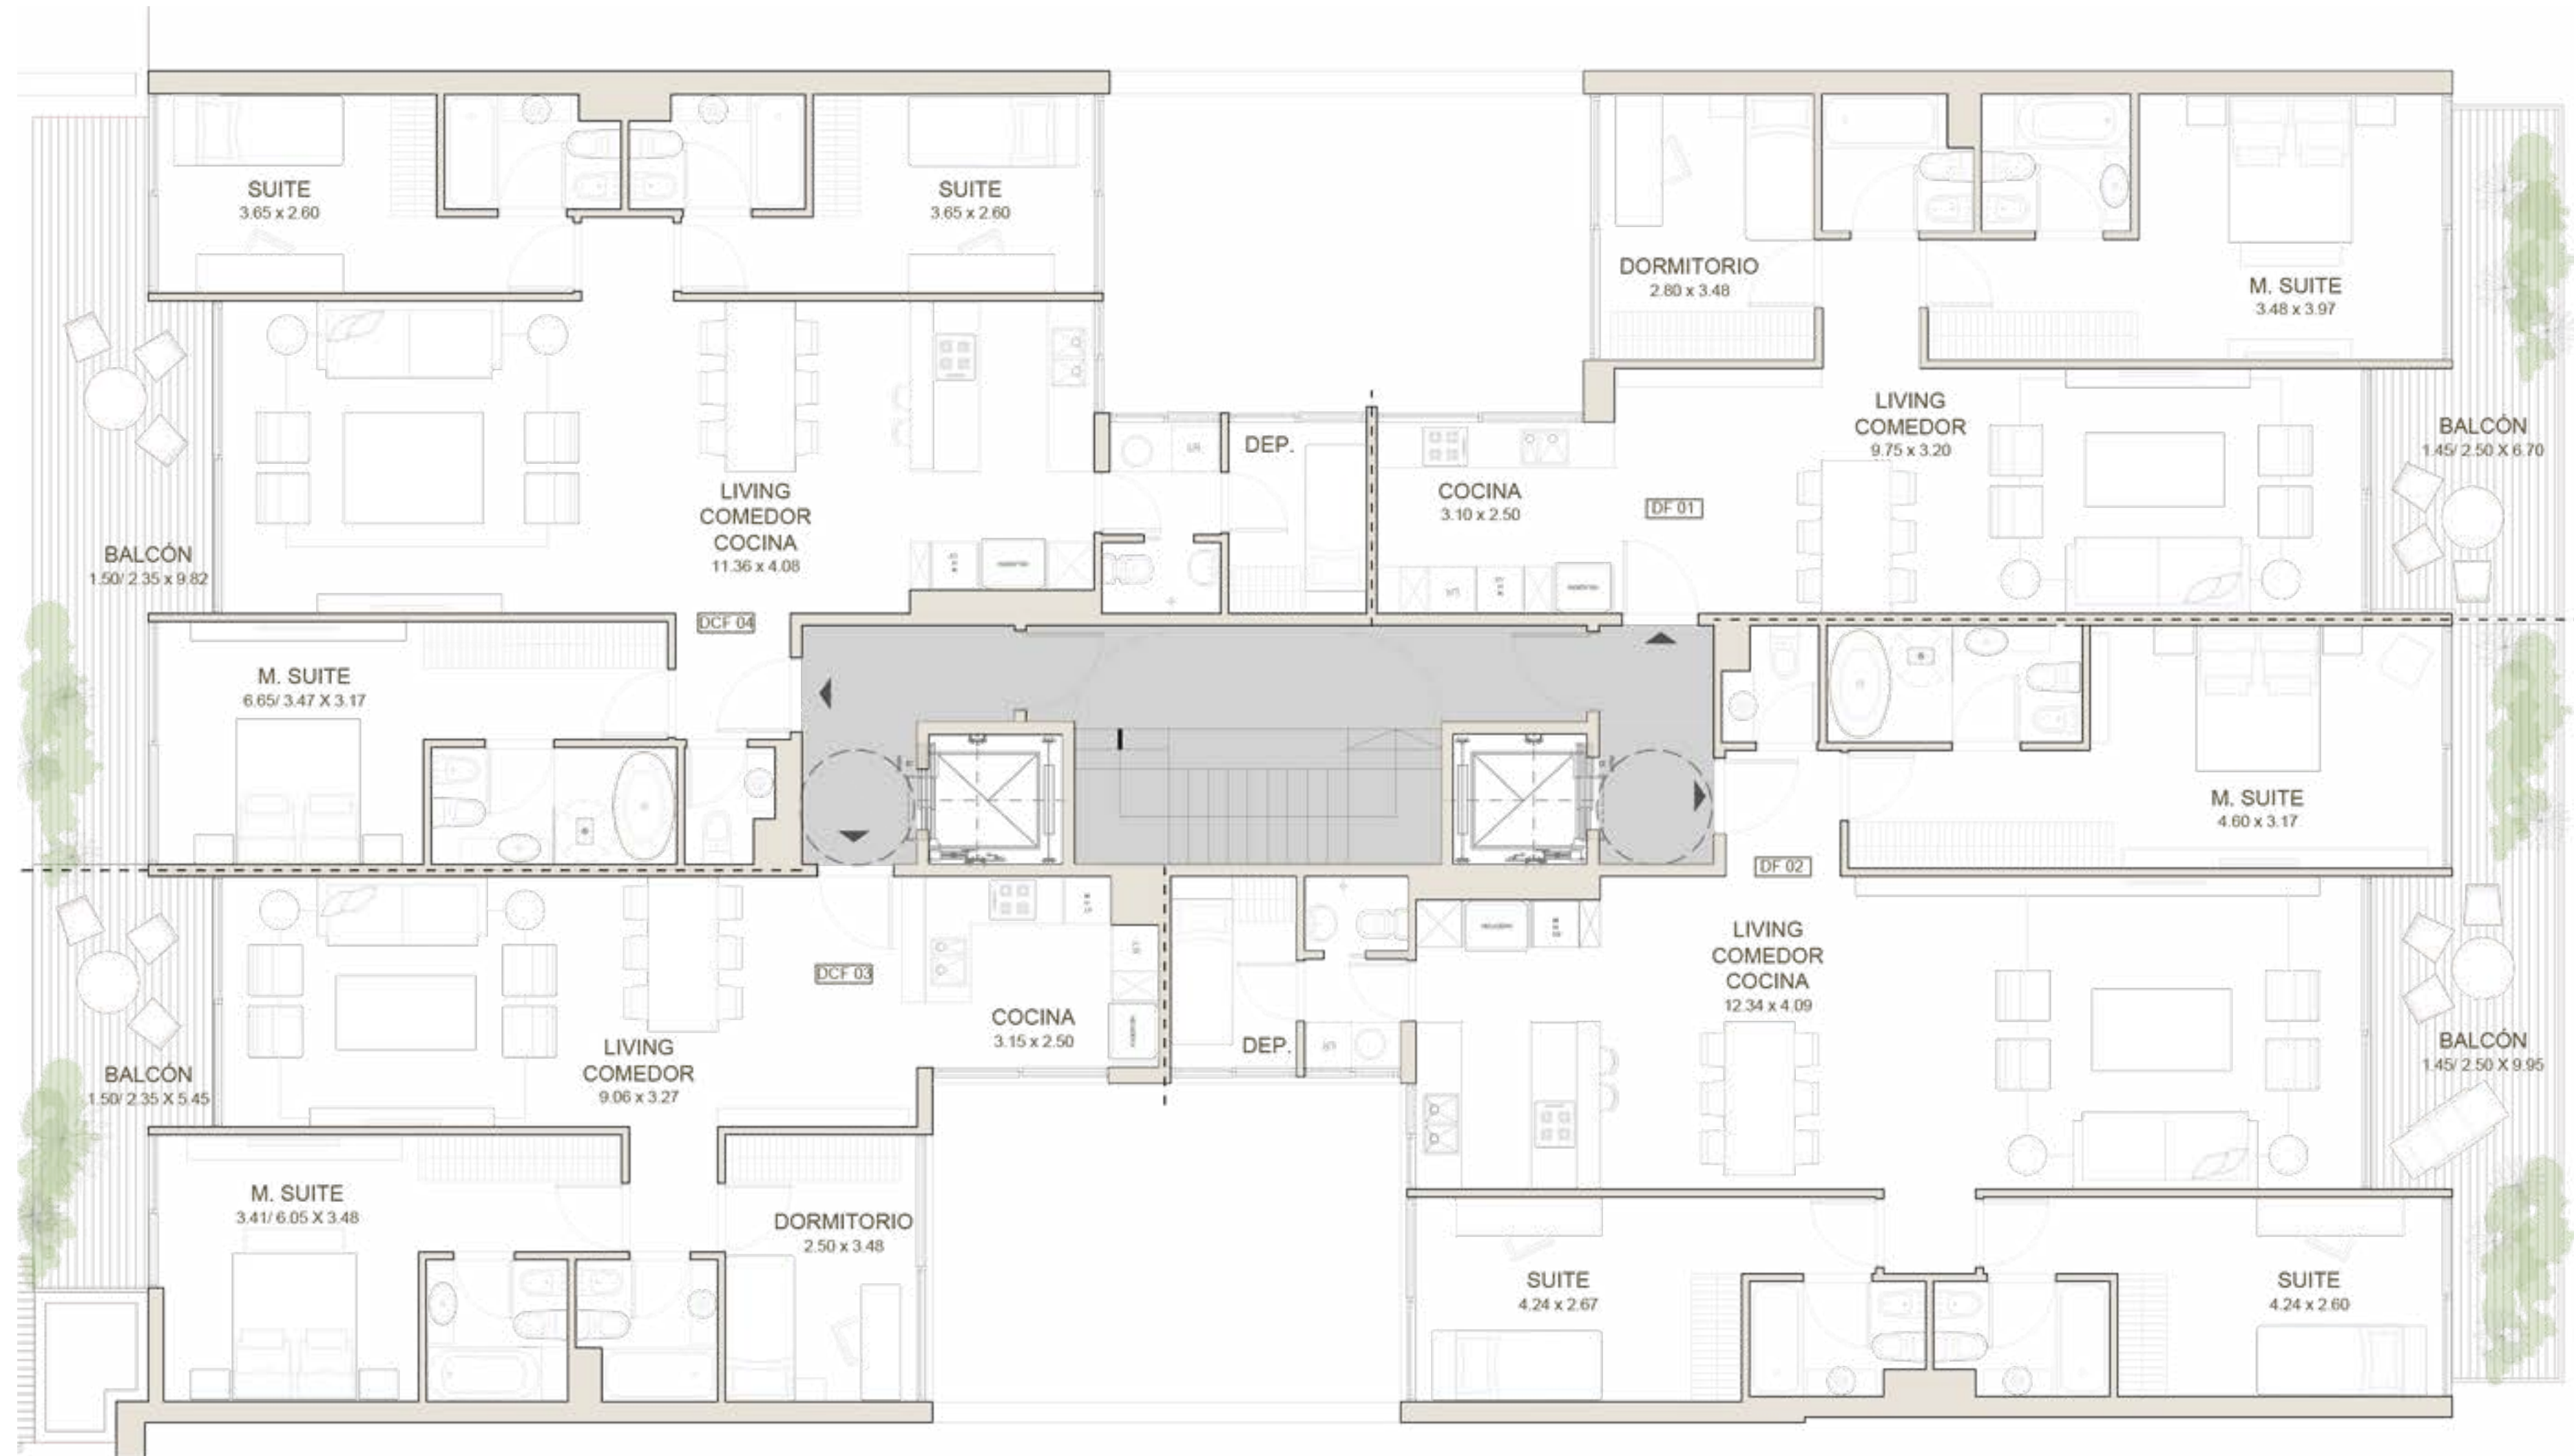 SUITE
3.65 x 2.60
SUITE
3.65 x 2.60
DORMITORIO
2.80 x 3.48
M. SUITE
3.48 x 3.97
LIVING
COMEDOR
COCINA
11.36 x 4.08
BALCÓN
1.50/ 2.35 x 9.82
DEP.
COCINA
3.10 x 2.50
DF 01
LIVING
COMEDOR
9.75 x 3.20
BALCÓN
1.45/ 2.50 X 6.70
DCF 04
M. SUITE
6.65/ 3.47 X 3.17
M. SUITE
4.60 x 3.17
DF 02
DCF 03
LIVING
COMEDOR
9.06 x 3.27
BALCÓN
1.50/ 2.35 X 5.45
COCINA
3.15 x 2.50
DEP.
LIVING
COMEDOR
COCINA
12.34 x 4.09
BALCÓN
1.45/ 2.50 X 9.95
M. SUITE
3.41/ 6.05 X 3.48
DORMITORIO
2.50 x 3.48
SUITE
4.24 x 2.67
SUITE
4.24 x 2.60